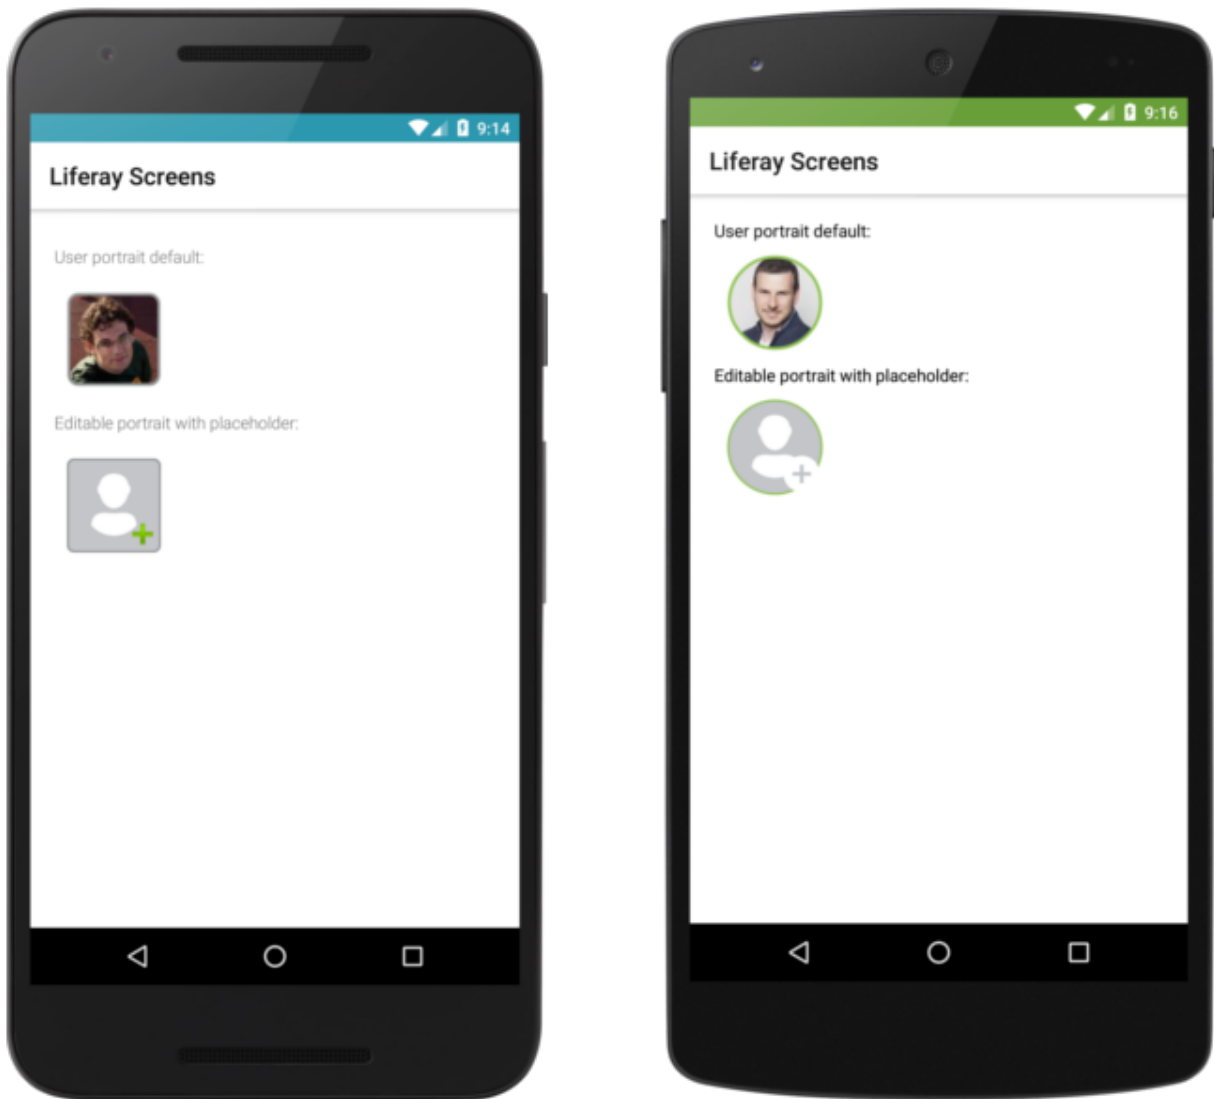 9:14
Liferay Screens
User portrait default:
Editable portrait with placeholder:
9:16
Liferay Screens
User portrait default:
Editable portrait with placeholder: